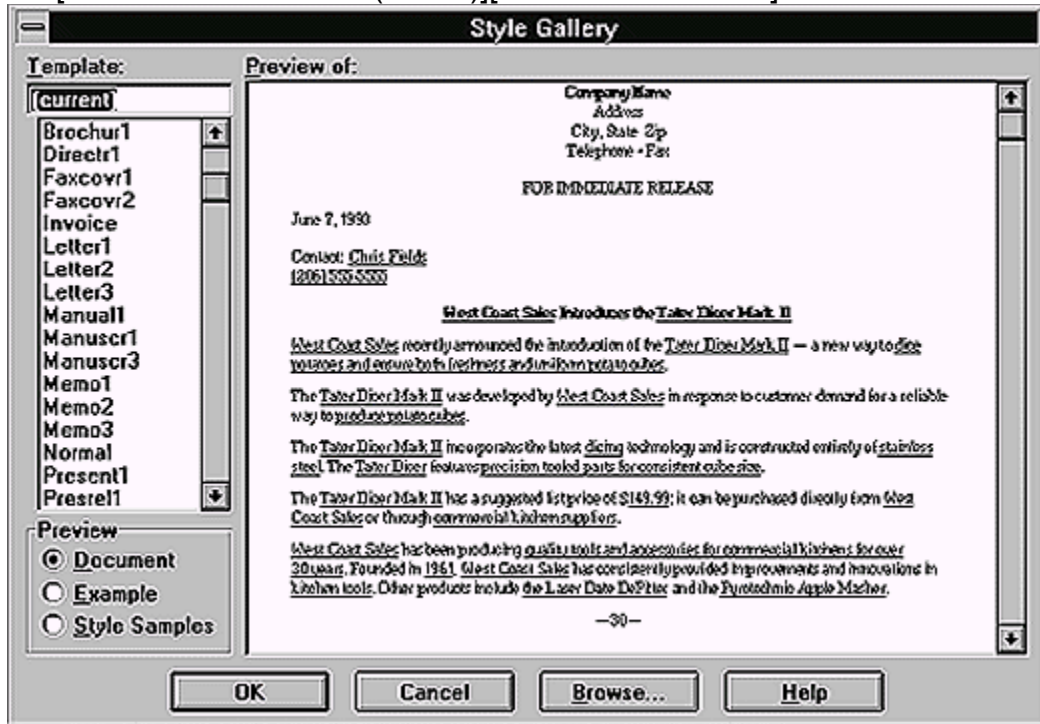 Style Gallery
Template:
(current)
Brochur1
Directr1
Faxcovr1
Faxcovr2
Invoice
Letter1
Letter2
Letter3
Manual1
Manuscr1
Manuscr3
Memo1
Memo2
Memo3
Normal
Present1
Presrel1
Preview
Document
Example
Style Samples
Preview of:
Company Name
Address
City, State Zip
Telephone • Fax
FOR IMMEDIATE RELEASE
June 7, 1993
Contact: Chris Fields
(206) 555-5555
West Coast Sales Introduces the Tater Dicer Mark II
West Coast Sales recently announced the introduction of the Tater Dicer Mark II — a new way to dice
potatoes and ensure both freshness and uniform potato cubes.
The Tater Dicer Mark II was developed by West Coast Sales in response to customer demand for a reliable
way to produce potato cubes.
The Tater Dicer Mark II incorporates the latest dicing technology and is constructed entirely of stainless
steel. The Tater Dicer features precision tooled parts for consistent cube size.
The Tater Dicer Mark II has a suggested list price of $149.99; it can be purchased directly from West
Coast Sales or through commercial kitchen suppliers.
West Coast Sales has been producing quality tools and accessories for commercial kitchens for over
30 years. Founded in 1961, West Coast Sales has consistently provided improvements and innovations in
kitchen tools. Other products include the Laser Date DePitter and the Pyrotechnic Apple Masher.
—30—
OK
Cancel
Browse...
Help